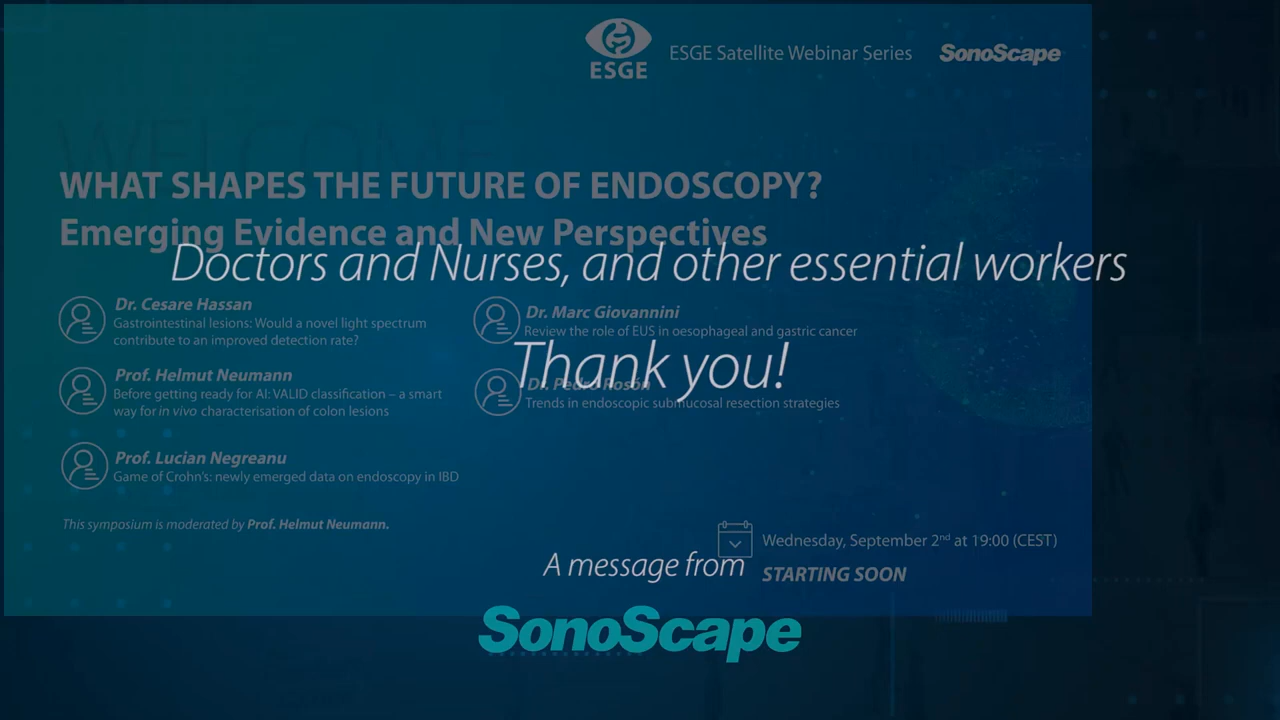 ESGE
ESGE Satellite Webinar Series
SonoScape
WELCOME
WHAT SHAPES THE FUTURE OF ENDOSCOPY?
Emerging Evidence and New Perspectives
Doctors and Nurses, and other essential workers
Dr. Cesare Hassan
Gastrointestinal lesions: Would a novel light spectrum
contribute to an improved detection rate?
Dr. Marc Giovannini
Review the role of EUS in oesophageal and gastric cancer
Thank you!
Prof. Helmut Neumann
Before getting ready for AI: VALID classification – a smart
way for in vivo characterisation of colon lesions
Dr. Pedro Rosón
Trends in endoscopic submucosal resection strategies
Prof. Lucian Negreanu
Game of Crohn's: newly emerged data on endoscopy in IBD
This symposium is moderated by Prof. Helmut Neumann.
Wednesday, September 2nd at 19:00 (CEST)
STARTING SOON
A message from
SonoScape